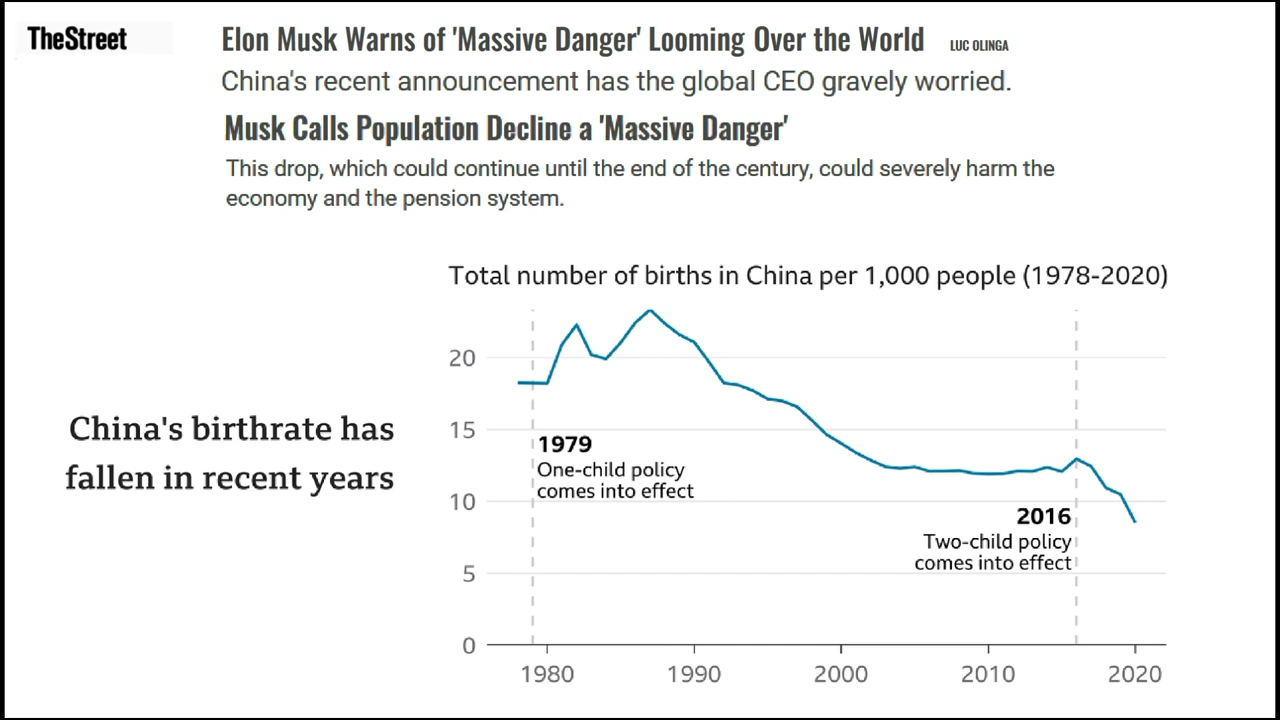 TheStreet
Elon Musk Warns of 'Massive Danger' Looming Over the World
LUC OLINGA
China's recent announcement has the global CEO gravely worried.
Musk Calls Population Decline a 'Massive Danger'
This drop, which could continue until the end of the century, could severely harm the
economy and the pension system.
Total number of births in China per 1,000 people (1978-2020)
China's birthrate has
fallen in recent years
20
15
10
5
0
1979
One-child policy
comes into effect
2016
Two-child policy
comes into effect
1980
1990
2000
2010
2020